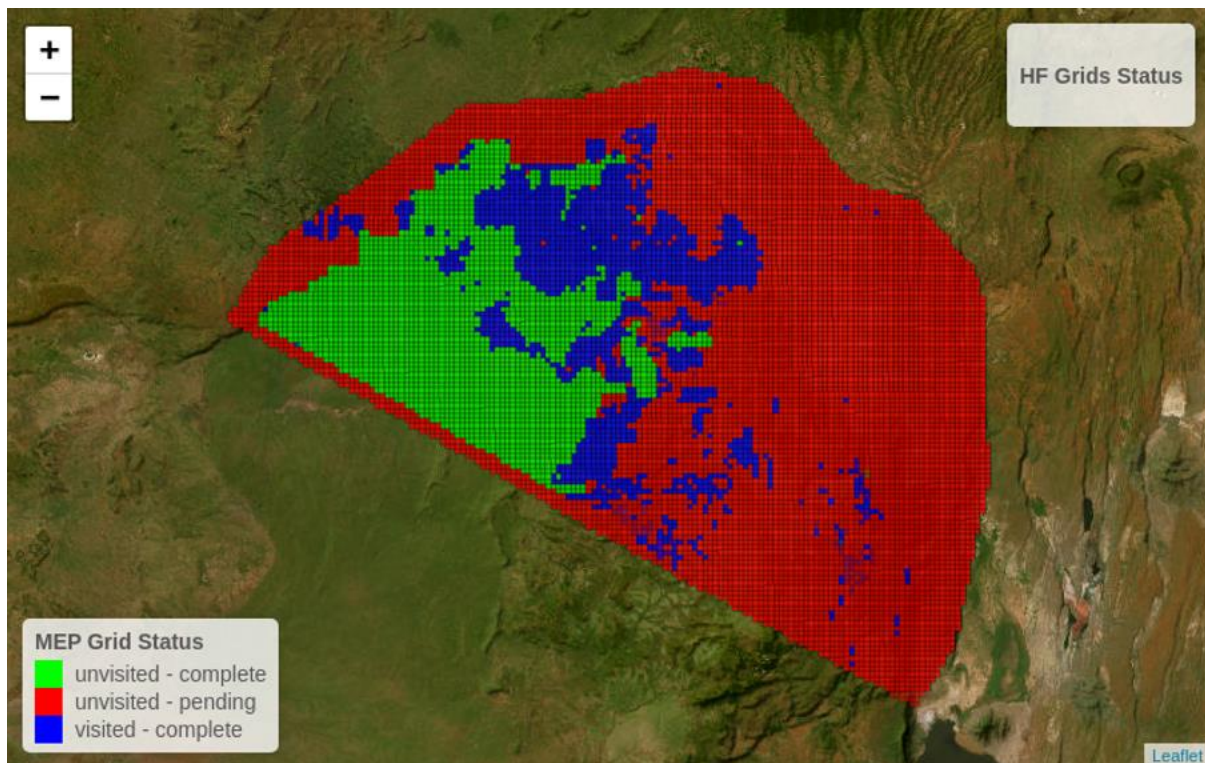 +
−
HF Grids Status
MEP Grid Status
unvisited - complete
unvisited - pending
visited - complete
Leaflet